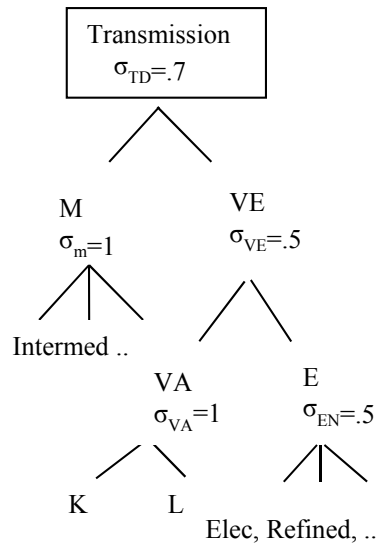 Transmission
σTD=.7
M
σm=1
VE
σVE=.5
Intermed ..
VA
σVA=1
E
σEN=.5
K
L
Elec, Refined, ..